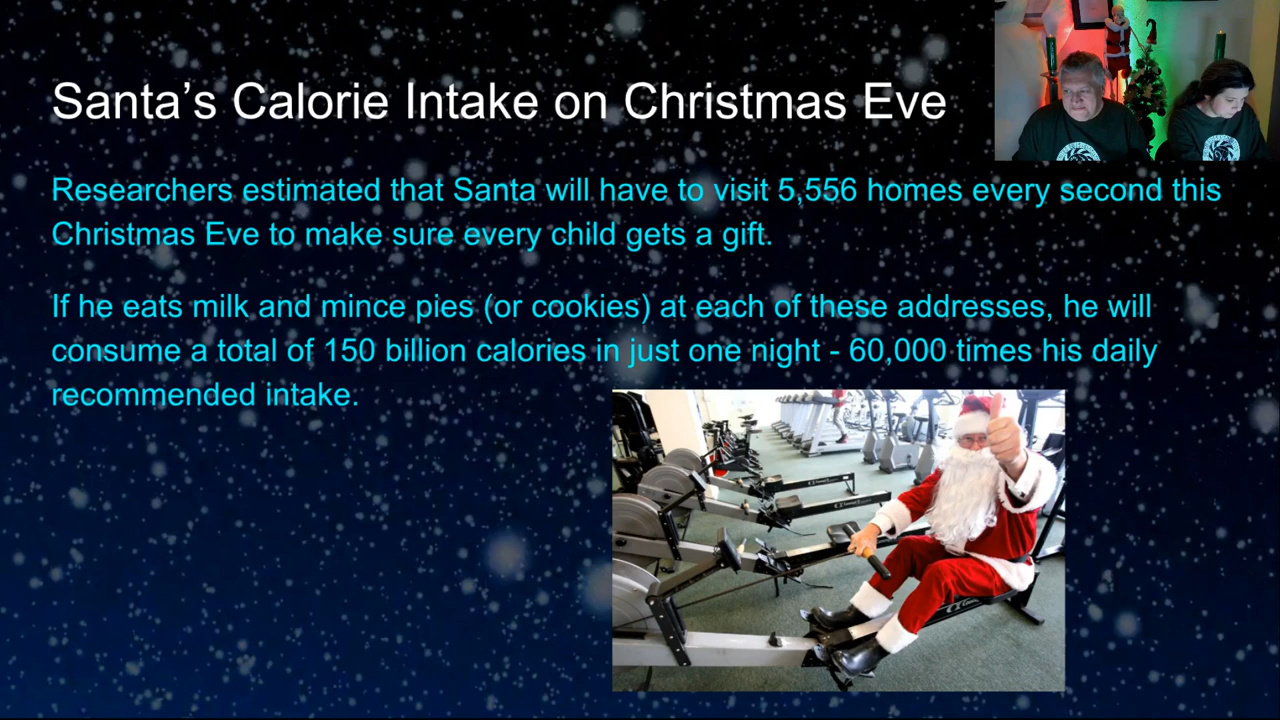 Santa’s Calorie Intake on Christmas Eve
Researchers estimated that Santa will have to visit 5,556 homes every second this
Christmas Eve to make sure every child gets a gift.
If he eats milk and mince pies (or cookies) at each of these addresses, he will
consume a total of 150 billion calories in just one night - 60,000 times his daily
recommended intake.